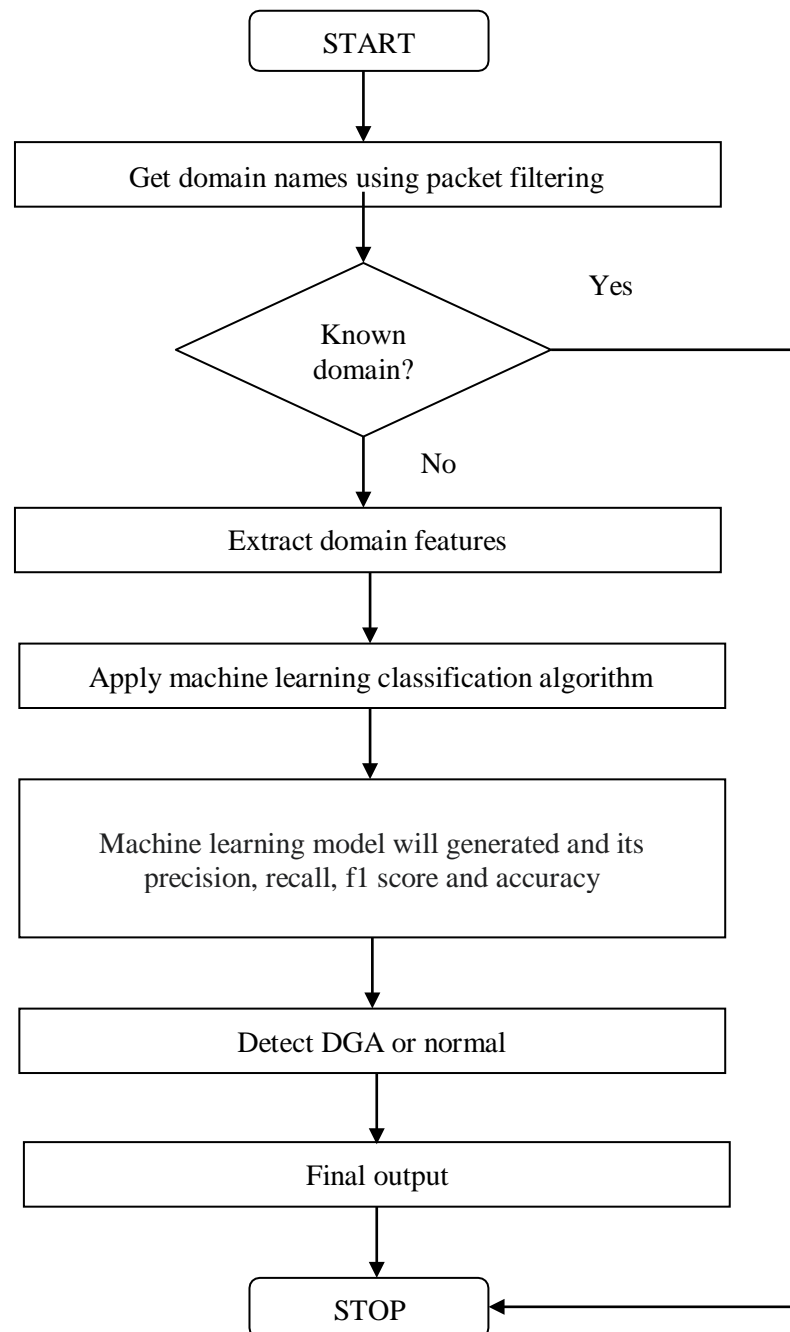 START
Get domain names using packet filtering
Yes
Known
domain?
No
Extract domain features
Apply machine learning classification algorithm
Machine learning model will generated and its
precision, recall, f1 score and accuracy
Detect DGA or normal
Final output
STOP